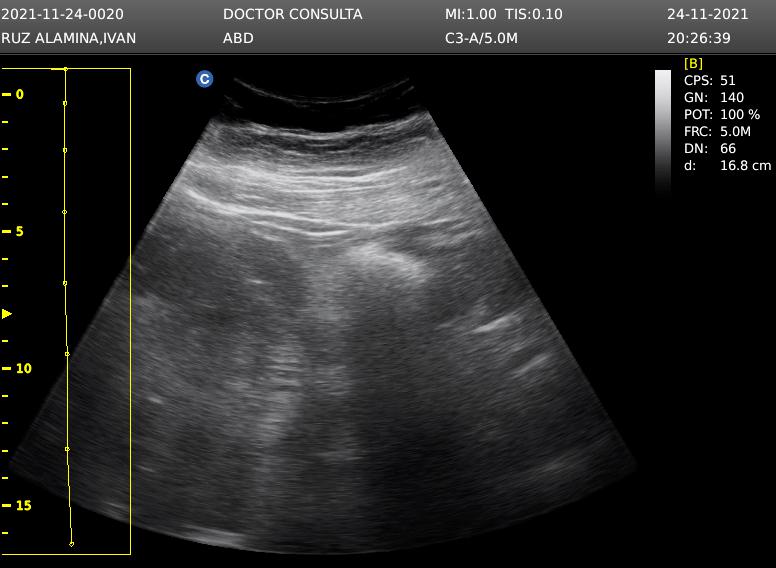 2021-11-24-0020 DOCTOR CONSULTA MI:1.00 TIS:0.10 24-11-2021
RUZ ALAMINA,IVAN ABD C3-A/5.0M 20:26:39
C
[B]
CPS: 51
GN: 140
POT: 100 %
FRC: 5.0M
DN: 66
d: 16.8 cm
0
5
10
15